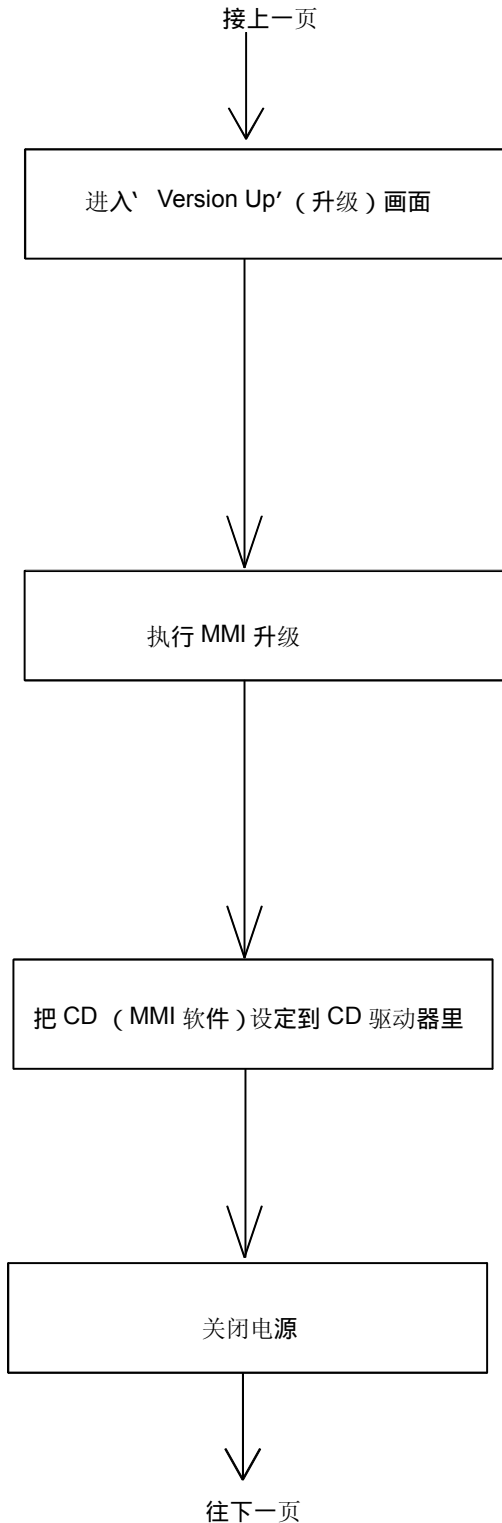 接上一页
进入‵ Version Up′（升级）画面
执行 MMI 升级
把 CD （MMI 软件）设定到 CD 驱动器里
关闭电源
往下一页